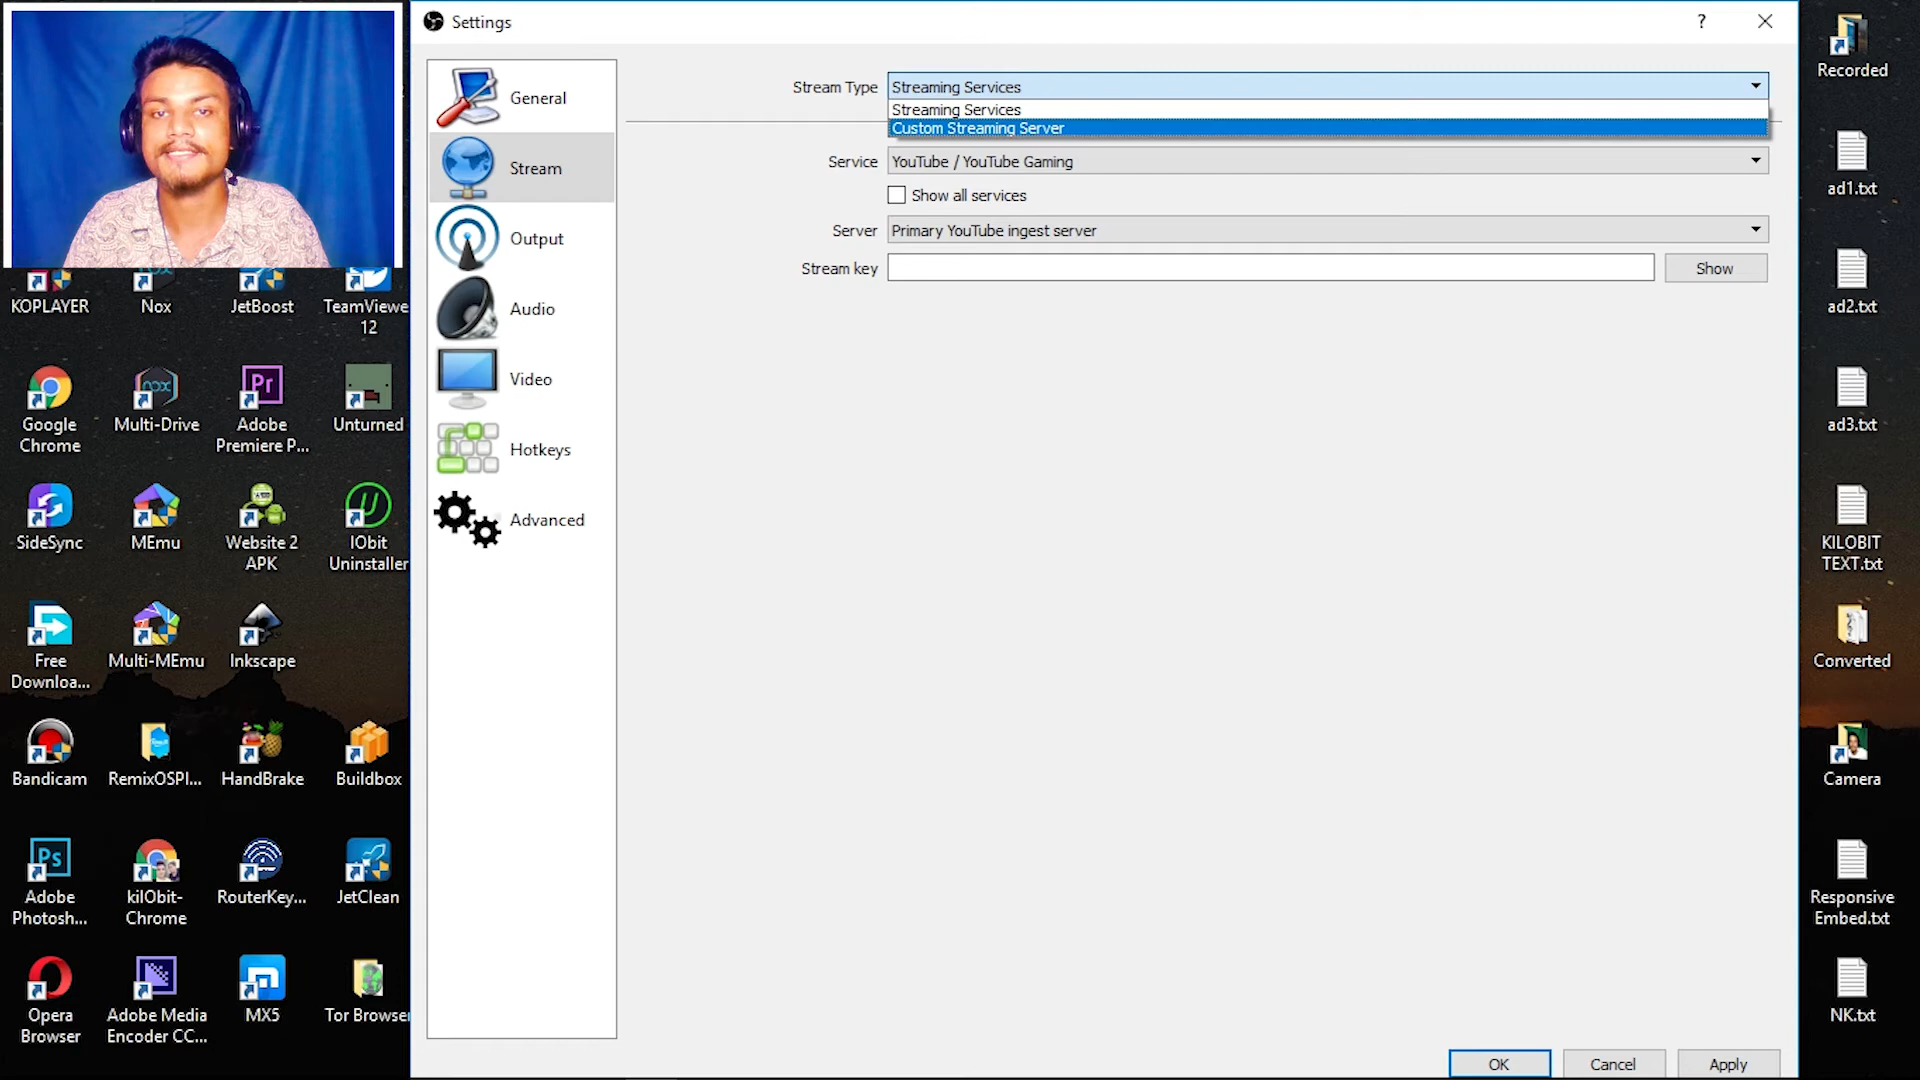 Settings
?
General
Stream
Output
Audio
Video
Hotkeys
Advanced
Stream Type
Streaming Services
Streaming Services
Custom Streaming Server
Service
YouTube / YouTube Gaming
Show all services
Server
Primary YouTube ingest server
Stream key
Show
OK
Cancel
Apply
KOPLAYER
Nox
JetBoost
TeamViewe
12
Google
Chrome
Multi-Drive
Adobe
Premiere P...
Unturned
SideSync
MEmu
Website 2
APK
IObit
Uninstaller
Free
Downloa...
Multi-MEmu
Inkscape
Bandicam
RemixOSPl...
HandBrake
Buildbox
Adobe
Photosh...
kilObit-
Chrome
RouterKey...
JetClean
Opera
Browser
Adobe Media
Encoder CC...
MX5
Tor Browser
Recorded
ad1.txt
ad2.txt
ad3.txt
KILOBIT
TEXT.txt
Converted
Camera
Responsive
Embed.txt
NK.txt
Pr
Ps
nox